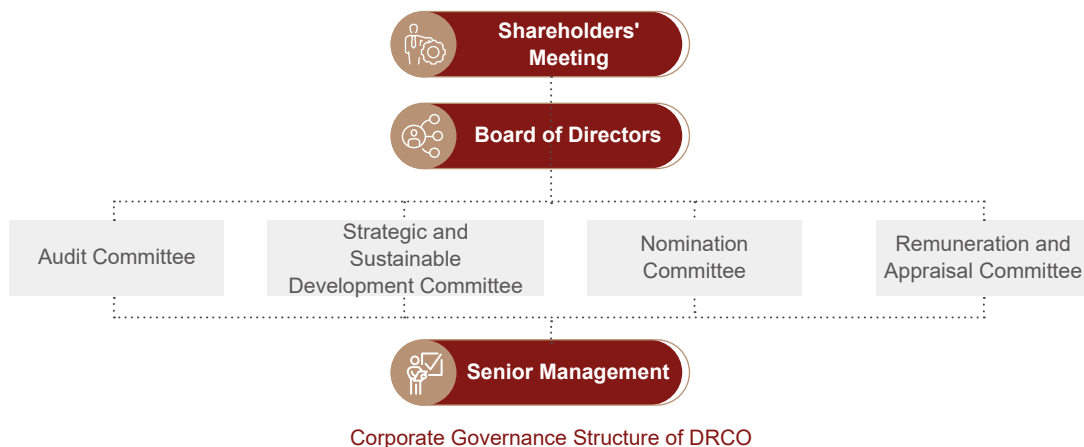 Shareholders'
Meeting
Board of Directors
Audit Committee
Strategic and
Sustainable
Development Committee
Nomination
Committee
Remuneration and
Appraisal Committee
Senior Management
Corporate Governance Structure of DRCO